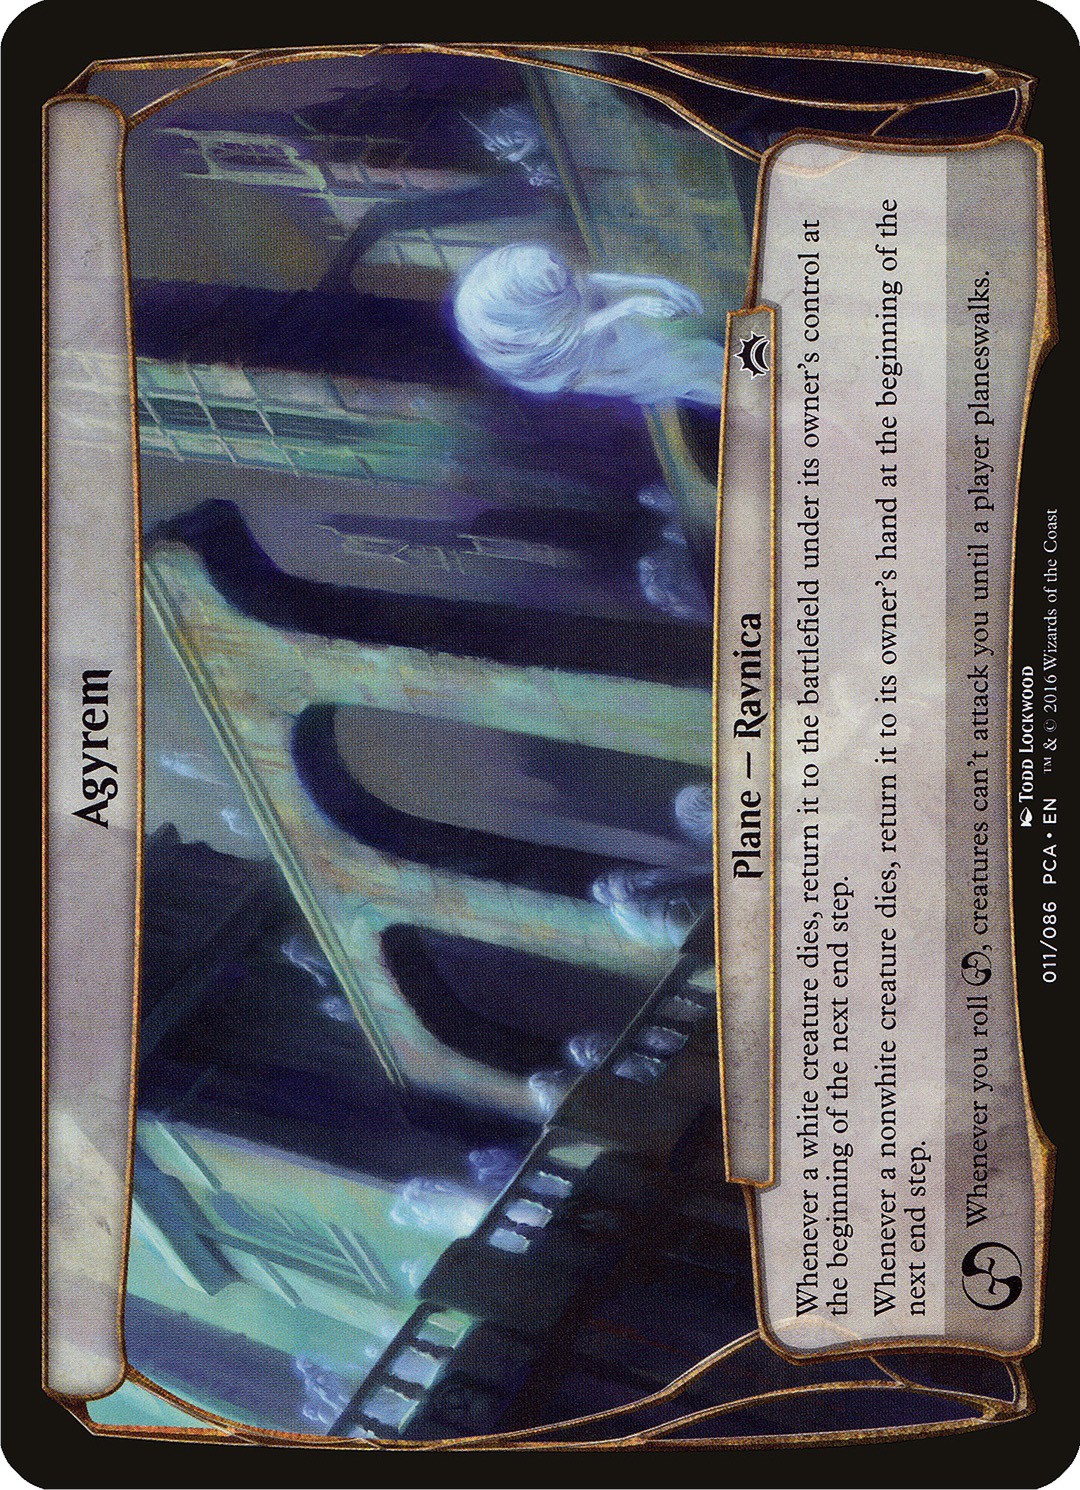 Agyrem
Plane — Ravnica
Whenever a white creature dies, return it to the battlefield under its owner's control at
the beginning of the next end step.
Whenever a nonwhite creature dies, return it to its owner's hand at the beginning of the
next end step.
Whenever you roll , creatures can't attack you until a player planeswalks.
TODD LOCKWOOD
011/086 PCA • EN ™ & © 2016 Wizards of the Coast